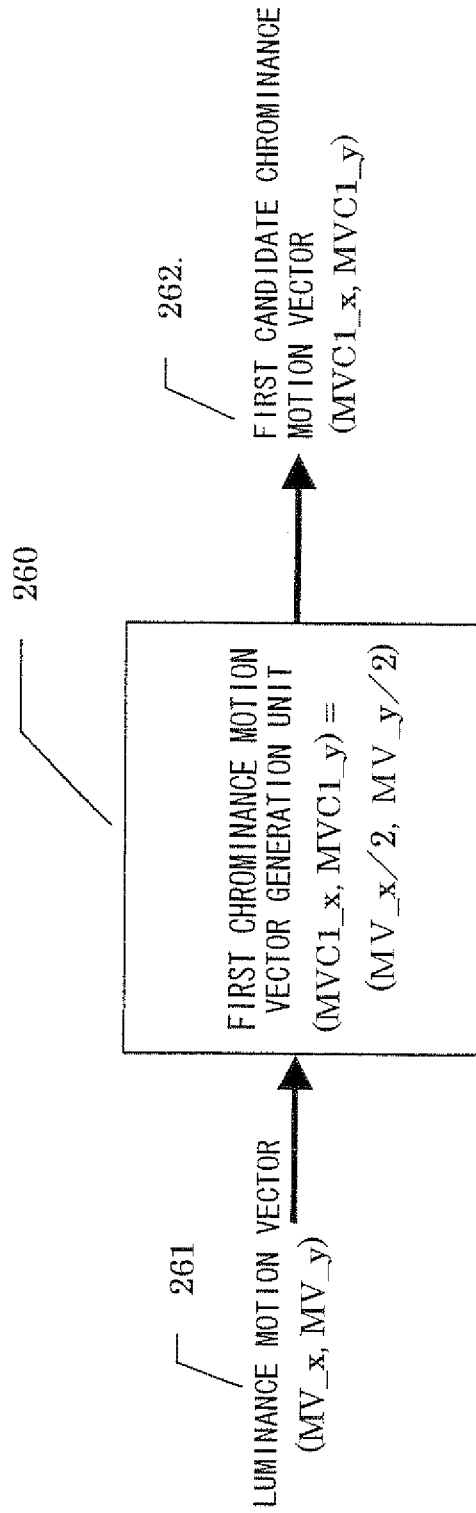 261
LUMINANCE MOTION VECTOR
(MV_x, MV_y)
260
FIRST CHROMINANCE MOTION
VECTOR GENERATION UNIT
(MVC1_x, MVC1_y)=
(MV_x/2, MV_y/2)
262.
FIRST CANDIDATE CHROMINANCE
MOTION VECTOR
(MVC1_x, MVC1_y)